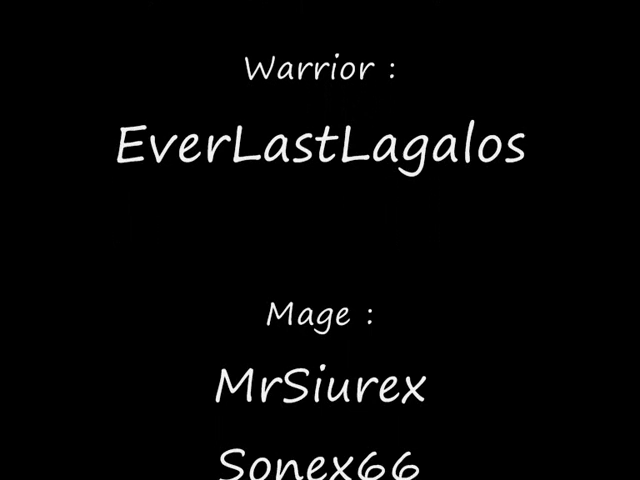 Warrior :
EverLastLagalos
Mage :
MrSiurex
Sonex66